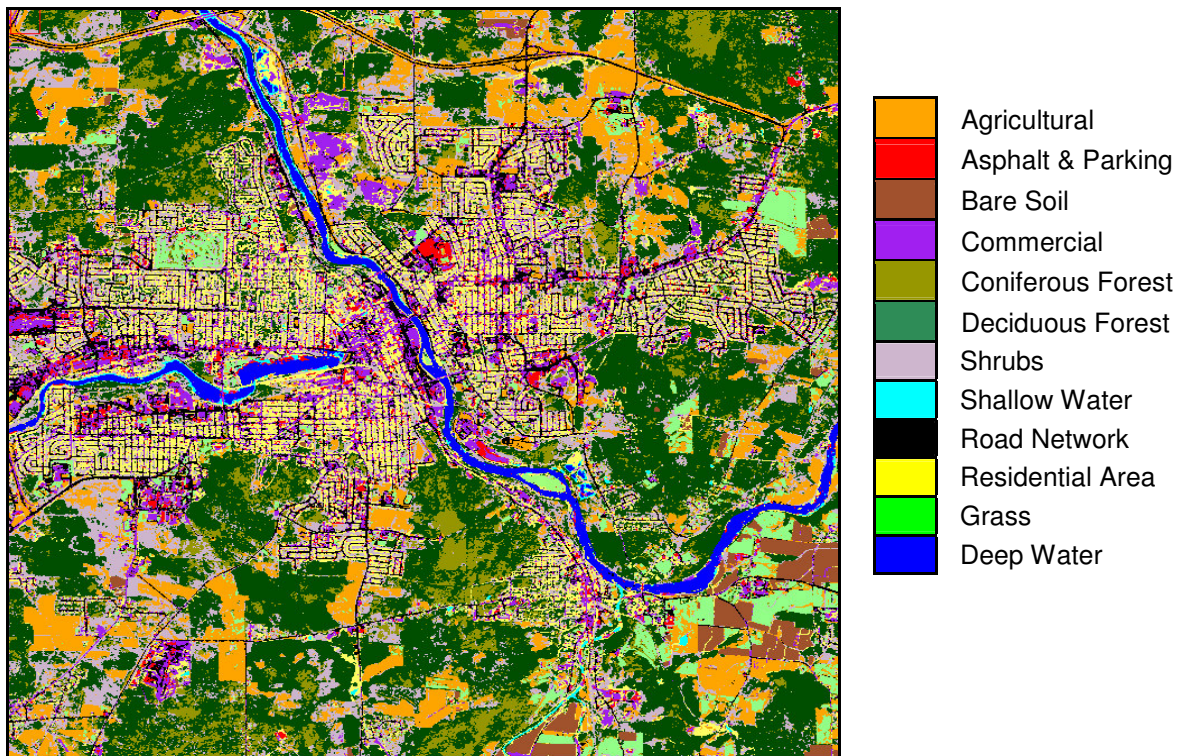 Agricultural
Asphalt & Parking
Bare Soil
Commercial
Coniferous Forest
Deciduous Forest
Shrubs
Shallow Water
Road Network
Residential Area
Grass
Deep Water